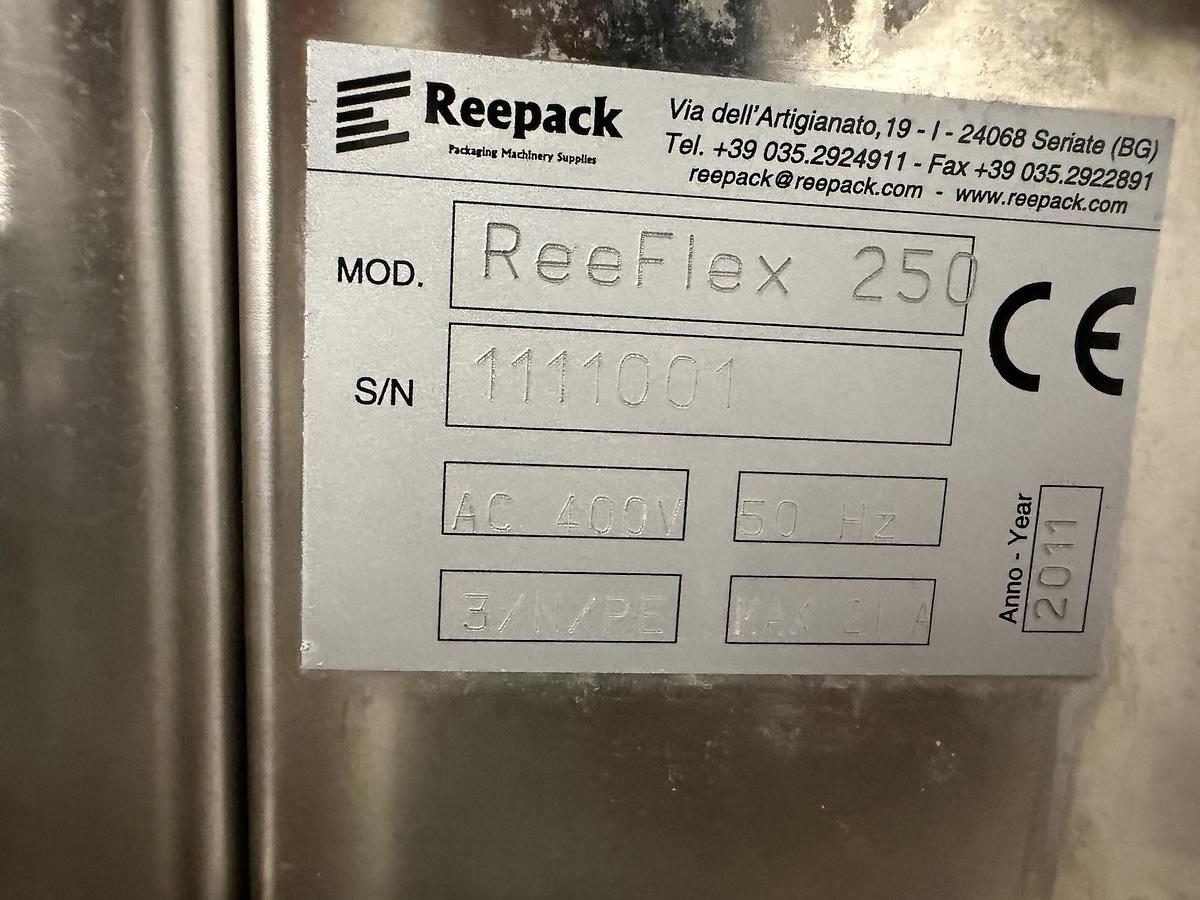 Reepack
Packaging Machinery Supplies
Via dell'Artigianato, 19 - I - 24068 Seriate (BG)
Tel. +39 035.2924911 - Fax +39 035.2922891
reepack@reepack.com - www.reepack.com
MOD. ReeFlex 250
S/N 1111001
CE
AC 400V 50 Hz
3/N/PE MAX 21 A
Anno - Year 2011